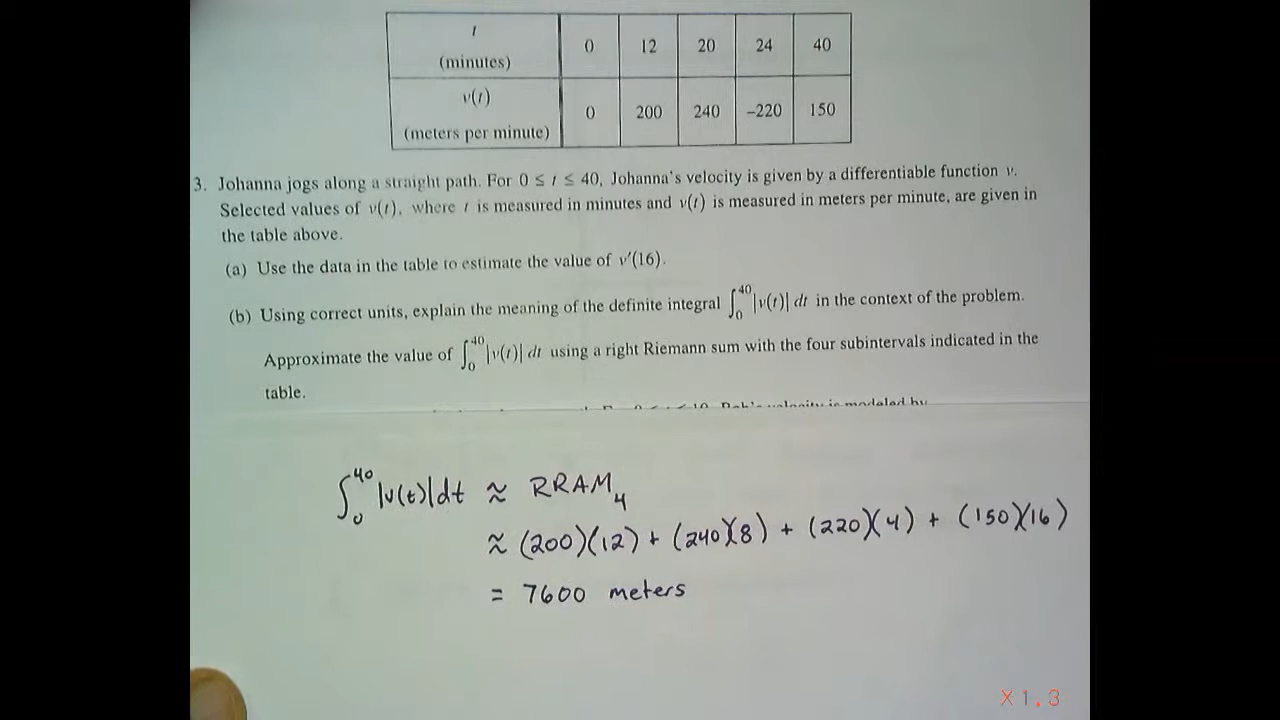 t (minutes) 0 12 20 24 40
v(t) (meters per minute) 0 200 240 –220 150
3. Johanna jogs along a straight path. For 0 ≤ t ≤ 40, Johanna's velocity is given by a differentiable function v.
Selected values of v(t), where t is measured in minutes and v(t) is measured in meters per minute, are given in
the table above.
(a) Use the data in the table to estimate the value of v′(16).
(b) Using correct units, explain the meaning of the definite integral ∫₀⁴⁰ |v(t)| dt in the context of the problem.
Approximate the value of ∫₀⁴⁰ |v(t)| dt using a right Riemann sum with the four subintervals indicated in the
table.
∫₀⁴⁰ |v(t)|dt ≈ RRAM₄
≈ (200)(12) + (240)(8) + (220)(4) + (150)(16)
= 7600 meters
X1.3